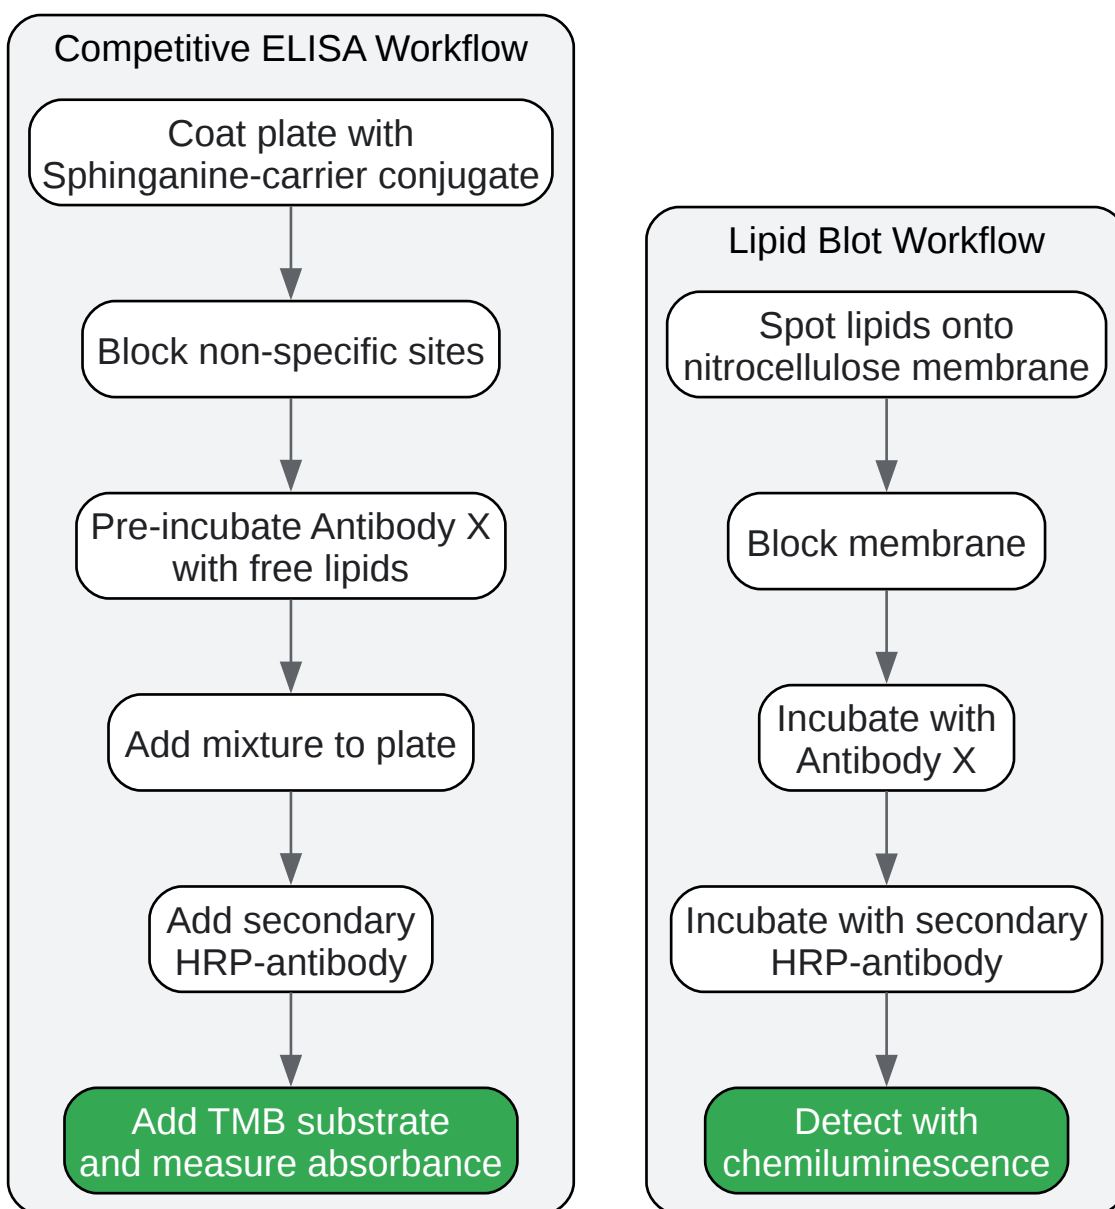 Competitive ELISA Workflow
Coat plate with
Sphinganine-carrier conjugate
Block non-specific sites
Pre-incubate Antibody X
with free lipids
Add mixture to plate
Add secondary
HRP-antibody
Add TMB substrate
and measure absorbance
Lipid Blot Workflow
Spot lipids onto
nitrocellulose membrane
Block membrane
Incubate with
Antibody X
Incubate with secondary
HRP-antibody
Detect with
chemiluminescence